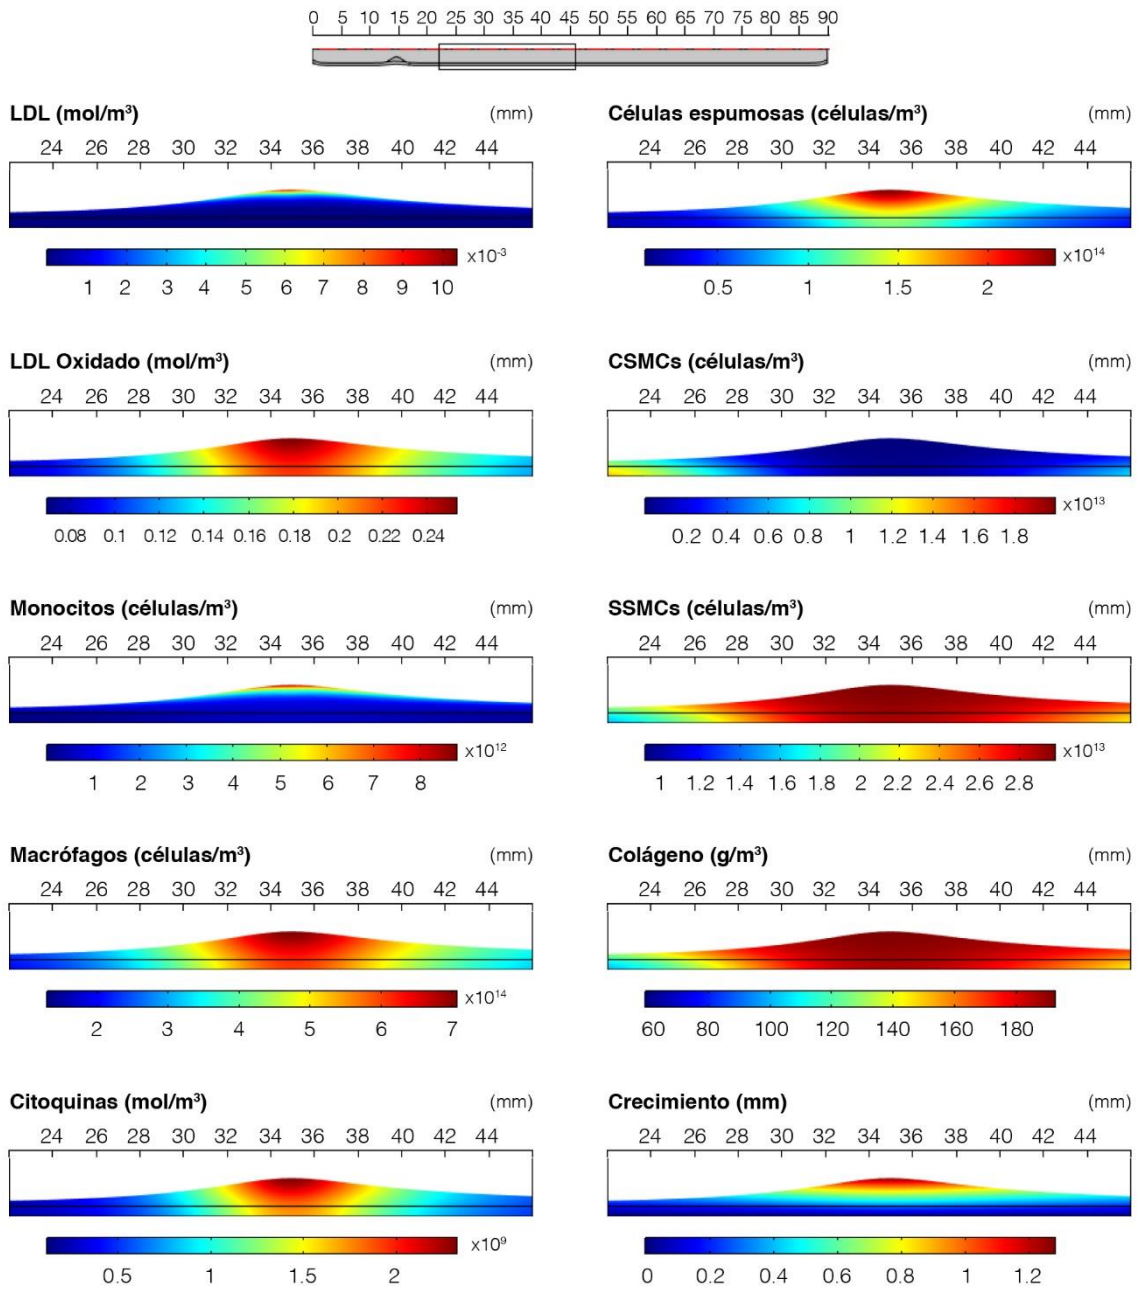 0 5 10 15 20 25 30 35 40 45 50 55 60 65 70 75 80 85 90
LDL (mol/m³) (mm)
24 26 28 30 32 34 36 38 40 42 44
x10⁻³
1 2 3 4 5 6 7 8 9 10
Células espumosas (células/m³) (mm)
24 26 28 30 32 34 36 38 40 42 44
x10¹⁴
0.5 1 1.5 2
LDL Oxidado (mol/m³) (mm)
24 26 28 30 32 34 36 38 40 42 44
0.08 0.1 0.12 0.14 0.16 0.18 0.2 0.22 0.24
CSMCs (células/m³) (mm)
24 26 28 30 32 34 36 38 40 42 44
x10¹³
0.2 0.4 0.6 0.8 1 1.2 1.4 1.6 1.8
Monocitos (células/m³) (mm)
24 26 28 30 32 34 36 38 40 42 44
x10¹²
1 2 3 4 5 6 7 8
SSMCs (células/m³) (mm)
24 26 28 30 32 34 36 38 40 42 44
x10¹³
1 1.2 1.4 1.6 1.8 2 2.2 2.4 2.6 2.8
Macrófagos (células/m³) (mm)
24 26 28 30 32 34 36 38 40 42 44
x10¹⁴
2 3 4 5 6 7
Colágeno (g/m³) (mm)
24 26 28 30 32 34 36 38 40 42 44
60 80 100 120 140 160 180
Citoquinas (mol/m³) (mm)
24 26 28 30 32 34 36 38 40 42 44
x10⁹
0.5 1 1.5 2
Crecimiento (mm) (mm)
24 26 28 30 32 34 36 38 40 42 44
0 0.2 0.4 0.6 0.8 1 1.2